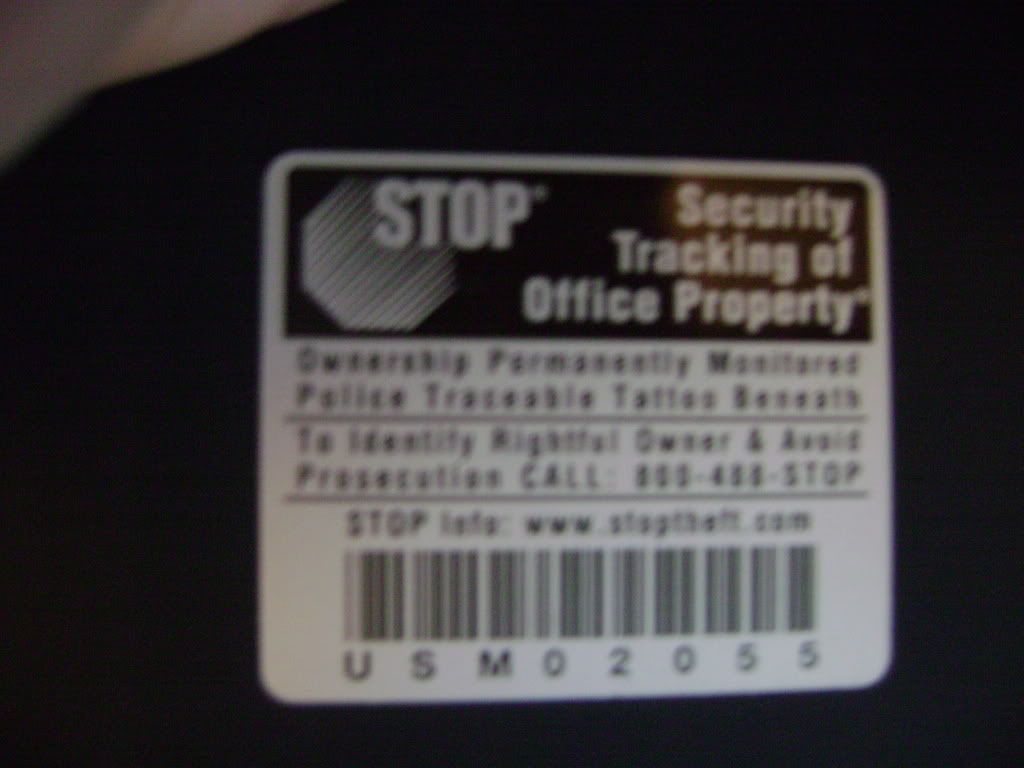 STOP®
Security
Tracking of
Office Property®
Ownership Permanently Monitored
Police Traceable Tattoo Beneath
To Identify Rightful Owner & Avoid
Prosecution CALL: 800-488-STOP
STOP Info: www.stoptheft.com
USM02055